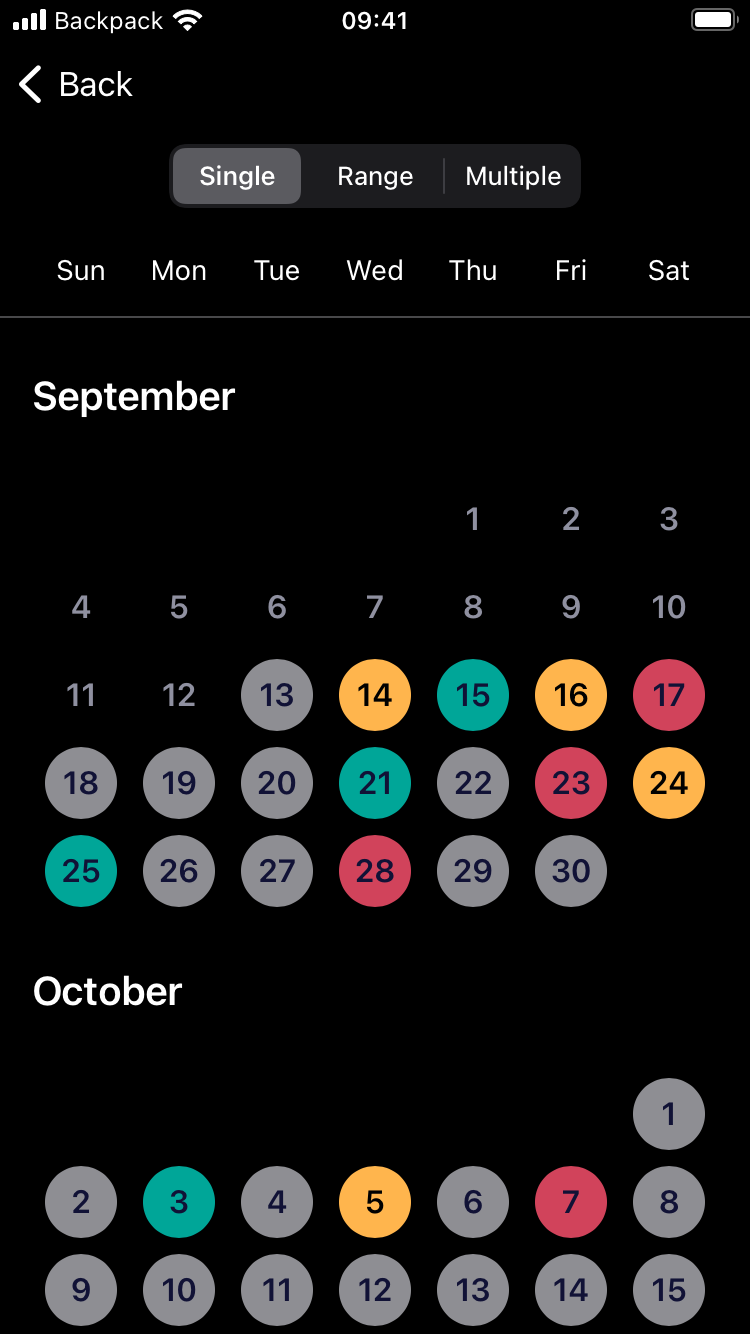 Backpack 09:41
Back
Single Range Multiple
Sun Mon Tue Wed Thu Fri Sat
September
1 2 3
4 5 6 7 8 9 10
11 12 13 14 15 16 17
18 19 20 21 22 23 24
25 26 27 28 29 30
October
1
2 3 4 5 6 7 8
9 10 11 12 13 14 15